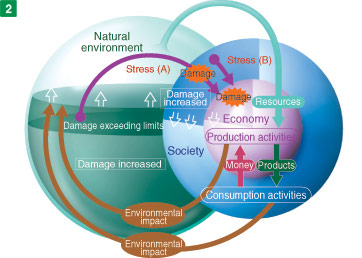 2
Natural
environment
Stress (A)
Stress (B)
Damage
Damage
increased
Damage
Resources
Damage exceeding limits
Economy
Production activities
Damage increased
Society
Money
Products
Consumption activities
Environmental
impact
Environmental
impact